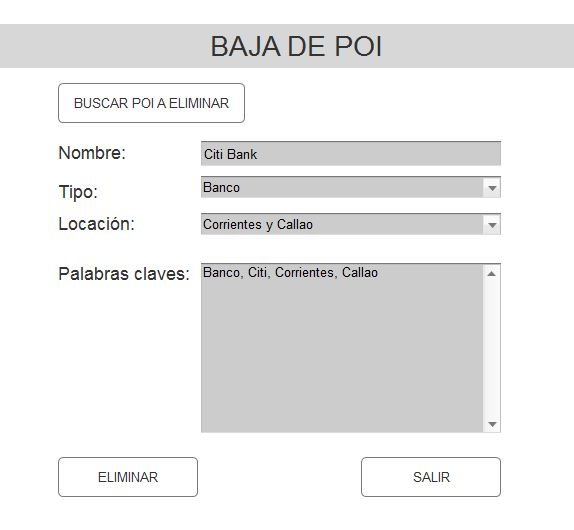 BAJA DE POI
BUSCAR POI A ELIMINAR
Nombre: Citi Bank
Tipo: Banco
Locación: Corrientes y Callao
Palabras claves: Banco, Citi, Corrientes, Callao
ELIMINAR SALIR